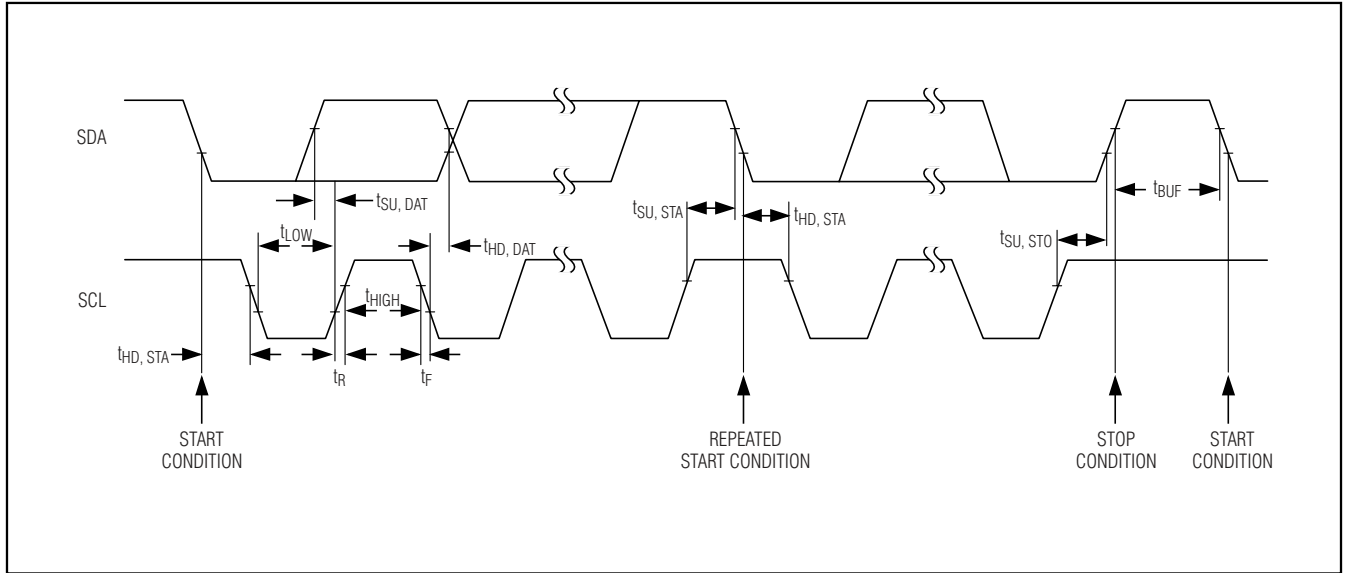 SDA
tSU, DAT
tLOW
tHD, DAT
tSU, STA
tHD, STA
tBUF
tSU, STO
SCL
tHIGH
tHD, STA
tR
tF
START
CONDITION
REPEATED
START CONDITION
STOP
CONDITION
START
CONDITION